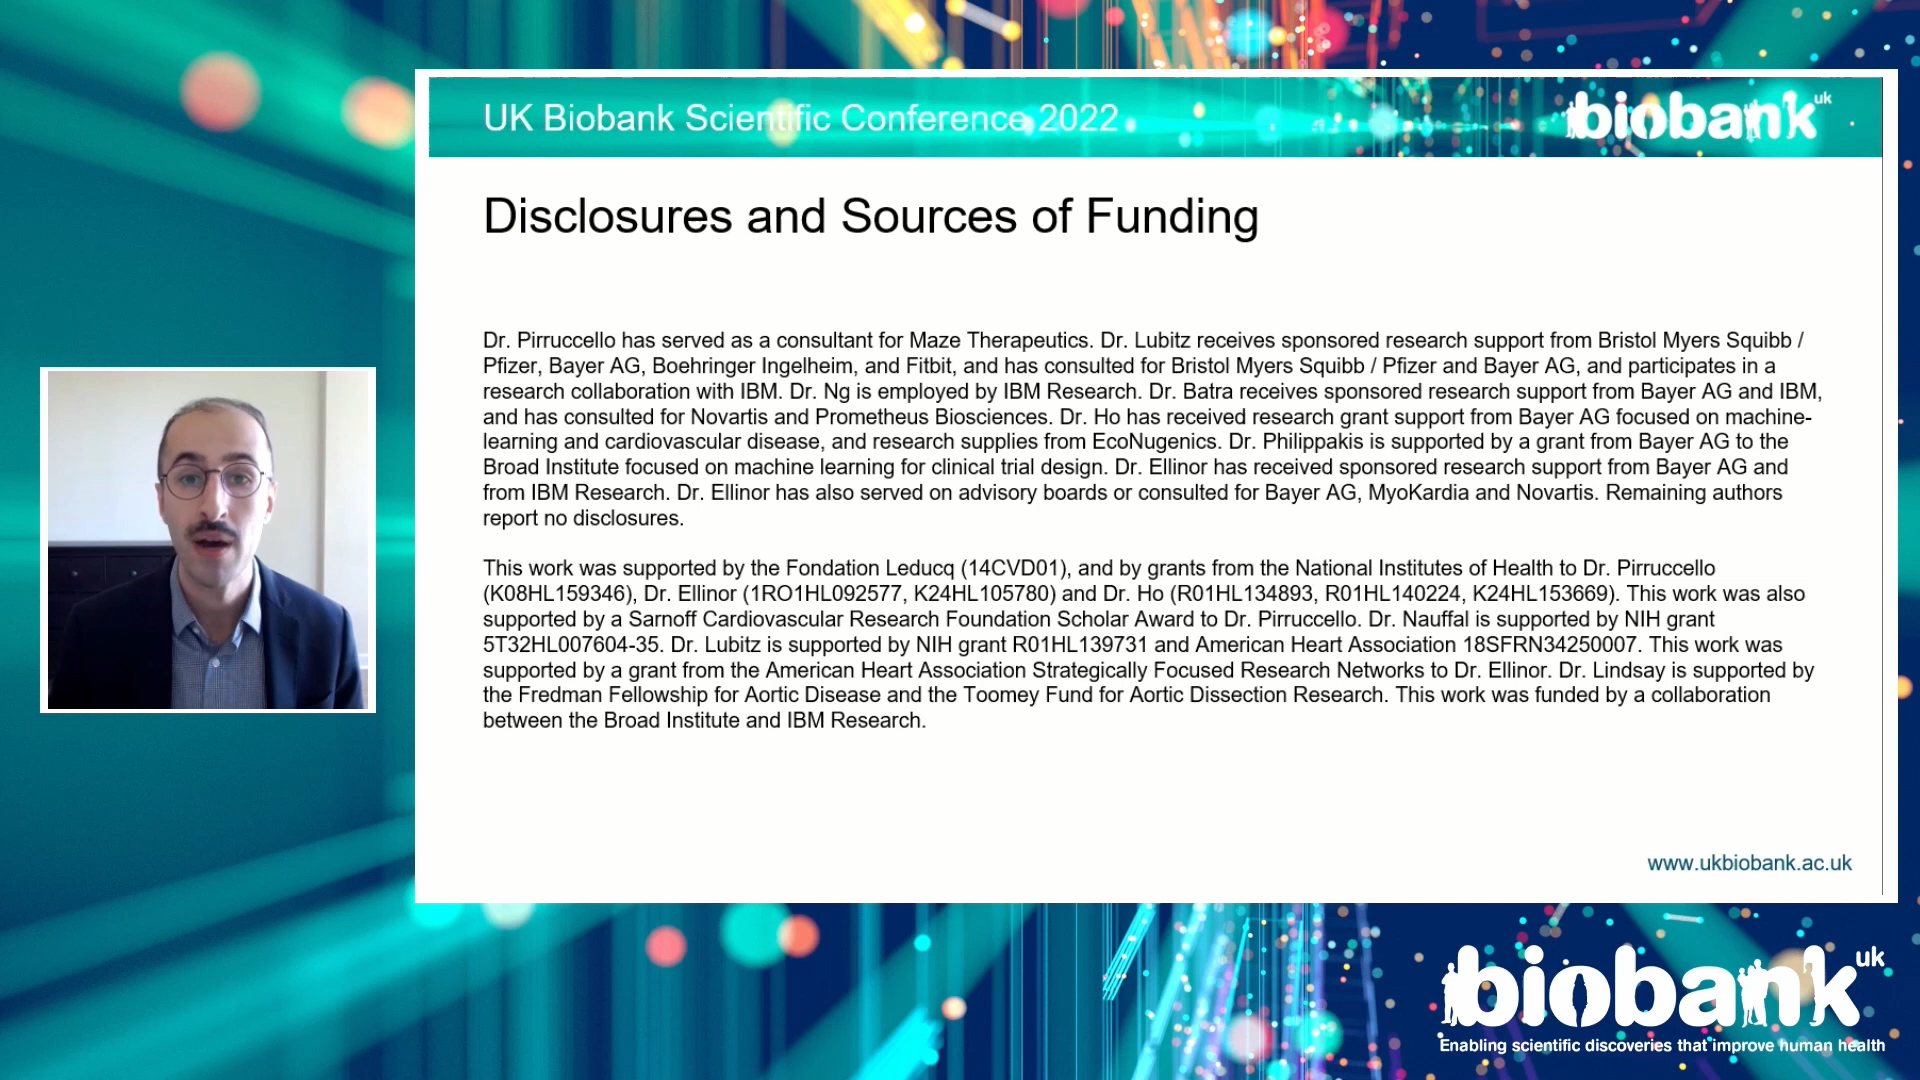 UK Biobank Scientific Conference 2022
biobank uk
Disclosures and Sources of Funding
Dr. Pirruccello has served as a consultant for Maze Therapeutics. Dr. Lubitz receives sponsored research support from Bristol Myers Squibb /
Pfizer, Bayer AG, Boehringer Ingelheim, and Fitbit, and has consulted for Bristol Myers Squibb / Pfizer and Bayer AG, and participates in a
research collaboration with IBM. Dr. Ng is employed by IBM Research. Dr. Batra receives sponsored research support from Bayer AG and IBM,
and has consulted for Novartis and Prometheus Biosciences. Dr. Ho has received research grant support from Bayer AG focused on machine-
learning and cardiovascular disease, and research supplies from EcoNugenics. Dr. Philippakis is supported by a grant from Bayer AG to the
Broad Institute focused on machine learning for clinical trial design. Dr. Ellinor has received sponsored research support from Bayer AG and
from IBM Research. Dr. Ellinor has also served on advisory boards or consulted for Bayer AG, MyoKardia and Novartis. Remaining authors
report no disclosures.
This work was supported by the Fondation Leducq (14CVD01), and by grants from the National Institutes of Health to Dr. Pirruccello
(K08HL159346), Dr. Ellinor (1RO1HL092577, K24HL105780) and Dr. Ho (R01HL134893, R01HL140224, K24HL153669). This work was also
supported by a Sarnoff Cardiovascular Research Foundation Scholar Award to Dr. Pirruccello. Dr. Nauffal is supported by NIH grant
5T32HL007604-35. Dr. Lubitz is supported by NIH grant R01HL139731 and American Heart Association 18SFRN34250007. This work was
supported by a grant from the American Heart Association Strategically Focused Research Networks to Dr. Ellinor. Dr. Lindsay is supported by
the Fredman Fellowship for Aortic Disease and the Toomey Fund for Aortic Dissection Research. This work was funded by a collaboration
between the Broad Institute and IBM Research.
www.ukbiobank.ac.uk
biobank uk
Enabling scientific discoveries that improve human health